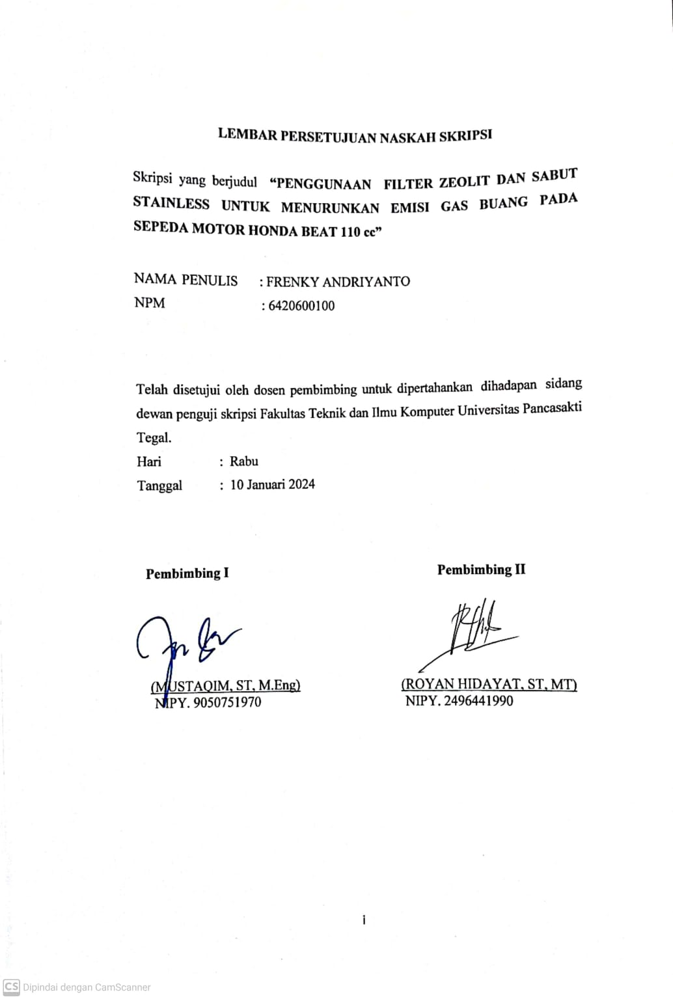 LEMBAR PERSETUJUAN NASKAH SKRIPSI
Skripsi yang berjudul “PENGGUNAAN FILTER ZEOLIT DAN SABUT
STAINLESS UNTUK MENURUNKAN EMISI GAS BUANG PADA
SEPEDA MOTOR HONDA BEAT 110 cc”
NAMA PENULIS : FRENKY ANDRIYANTO
NPM : 6420600100
Telah disetujui oleh dosen pembimbing untuk dipertahankan dihadapan sidang
dewan penguji skripsi Fakultas Teknik dan Ilmu Komputer Universitas Pancasakti
Tegal.
Hari : Rabu
Tanggal : 10 Januari 2024
Pembimbing I Pembimbing II
(MUSTAQIM, ST, M.Eng) (ROYAN HIDAYAT, ST, MT)
NIPY. 9050751970 NIPY. 2496441990
i
CS Dipindai dengan CamScanner